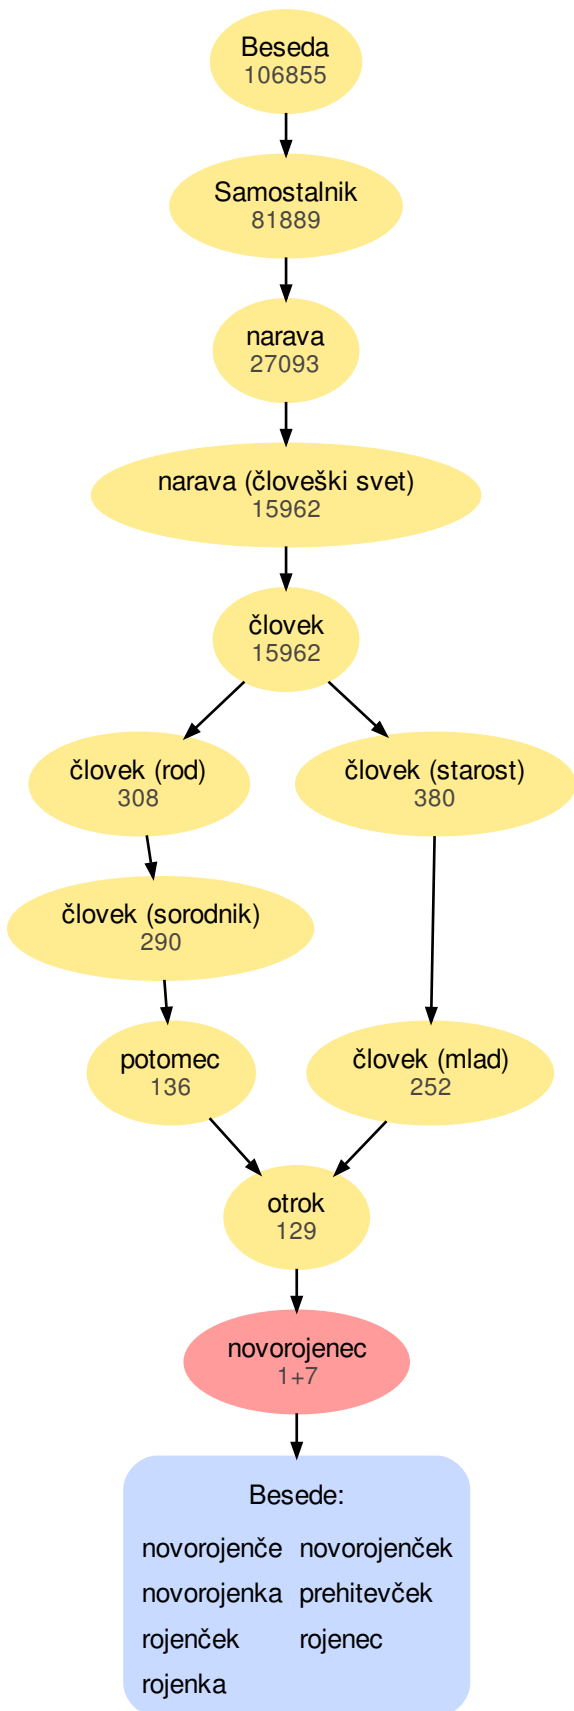 Beseda
106855
Samostalnik
81889
narava
27093
narava (človeški svet)
15962
človek
15962
človek (rod)
308
človek (starost)
380
človek (sorodnik)
290
potomec
136
človek (mlad)
252
otrok
129
novorojenec
1+7
Besede:
novorojenče novorojenček
novorojenka prehitevček
rojenček rojenec
rojenka